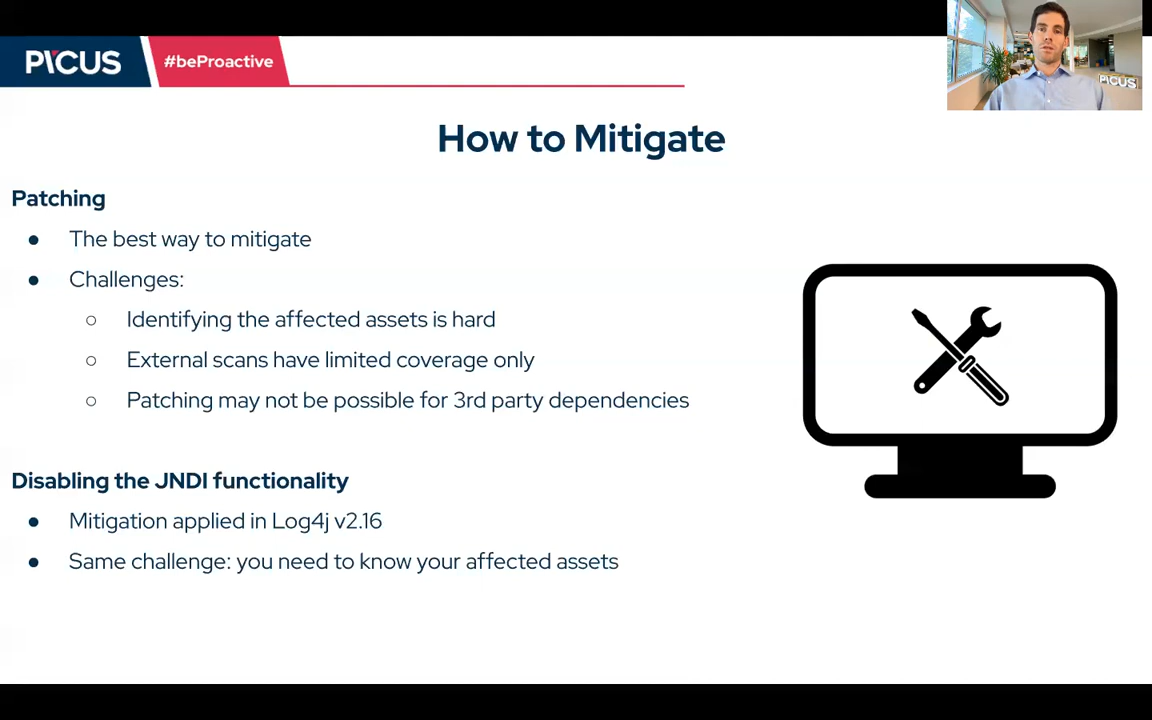 PICUS
#beProactive
PICUS
How to Mitigate
Patching
● The best way to mitigate
● Challenges:
○ Identifying the affected assets is hard
○ External scans have limited coverage only
○ Patching may not be possible for 3rd party dependencies
Disabling the JNDI functionality
● Mitigation applied in Log4j v2.16
● Same challenge: you need to know your affected assets